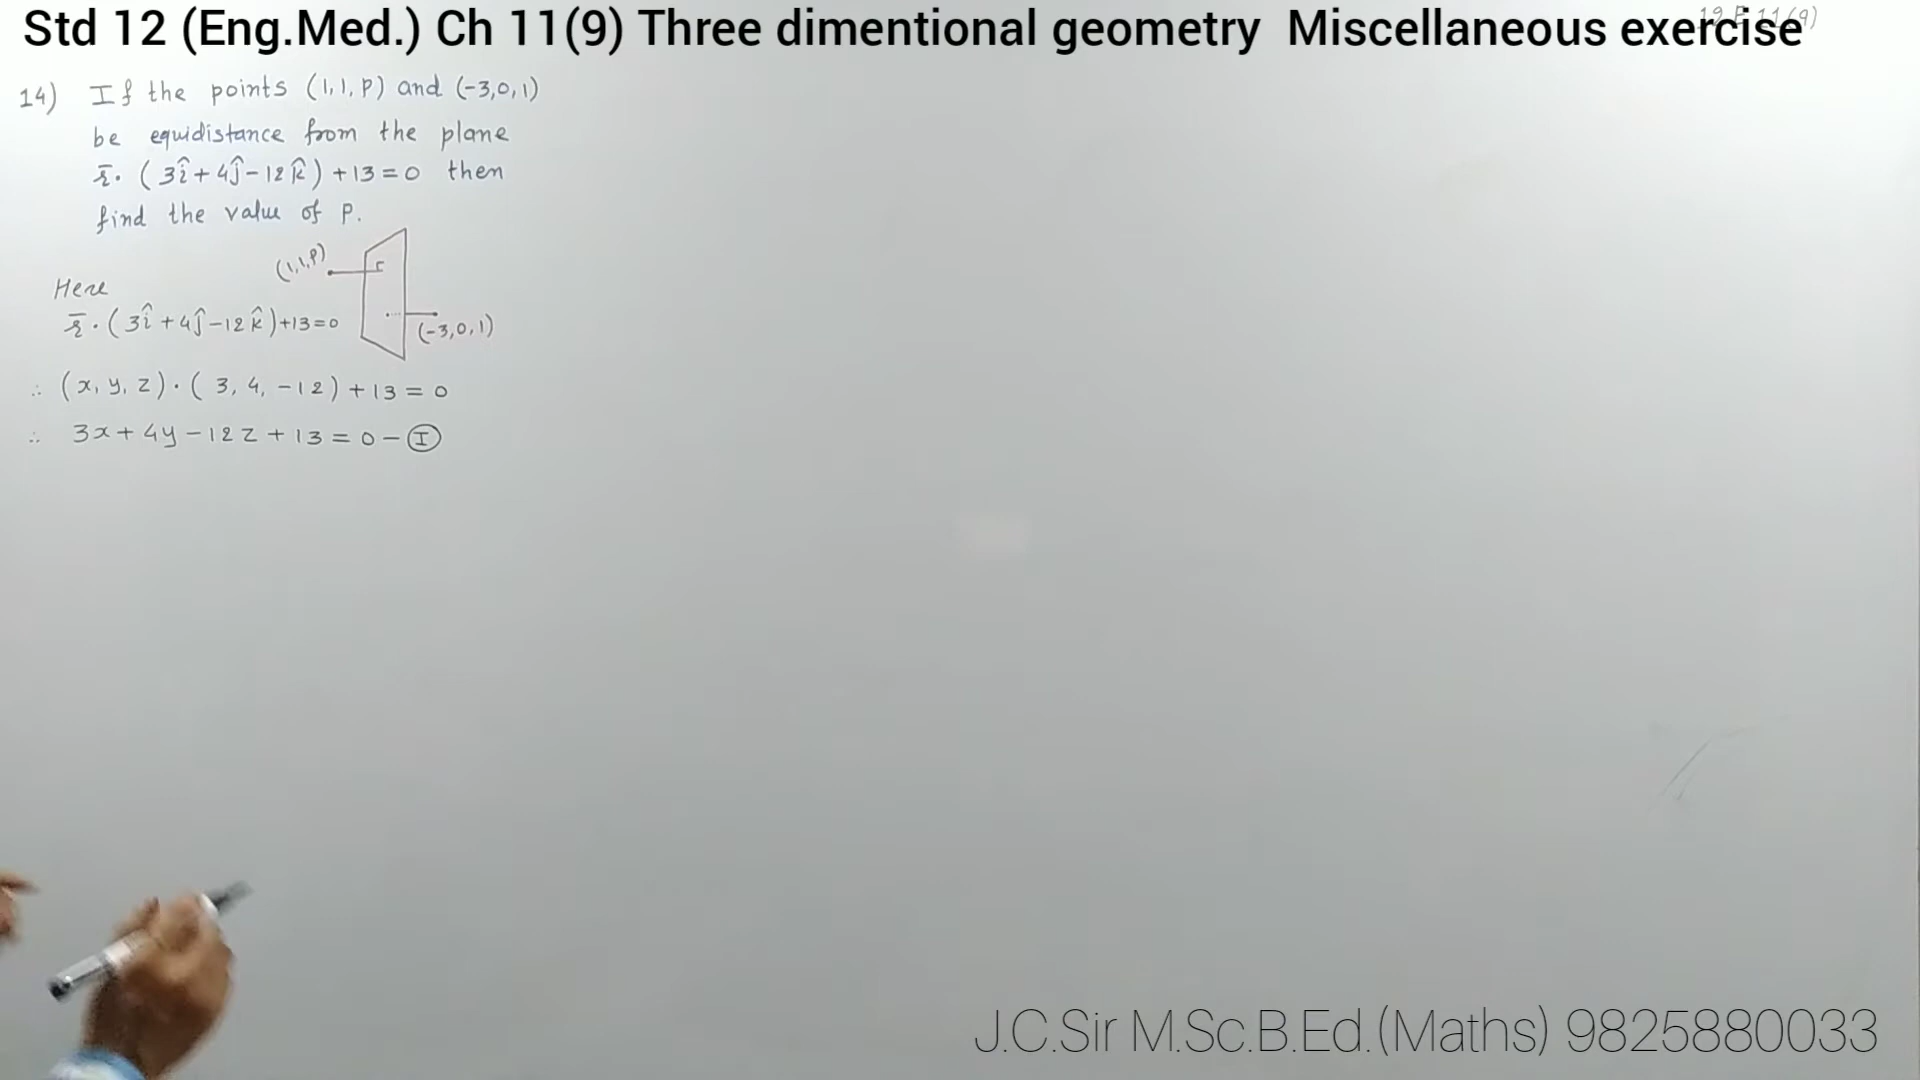 Std 12 (Eng.Med.) Ch 11(9) Three dimentional geometry Miscellaneous exercise
12 E 11(9)
14) If the points (1,1,P) and (-3,0,1)
be equidistance from the plane
r̄. (3î+4ĵ-12k̂)+13=0 then
find the value of P.
(1,1,P)
Here
r̄.(3î+4ĵ-12k̂)+13=0
(-3,0,1)
∴ (x, y, z)·(3, 4, -12)+13=0
∴ 3x+4y-12z+13=0-Ⓘ
J.C.Sir M.Sc.B.Ed.(Maths) 9825880033